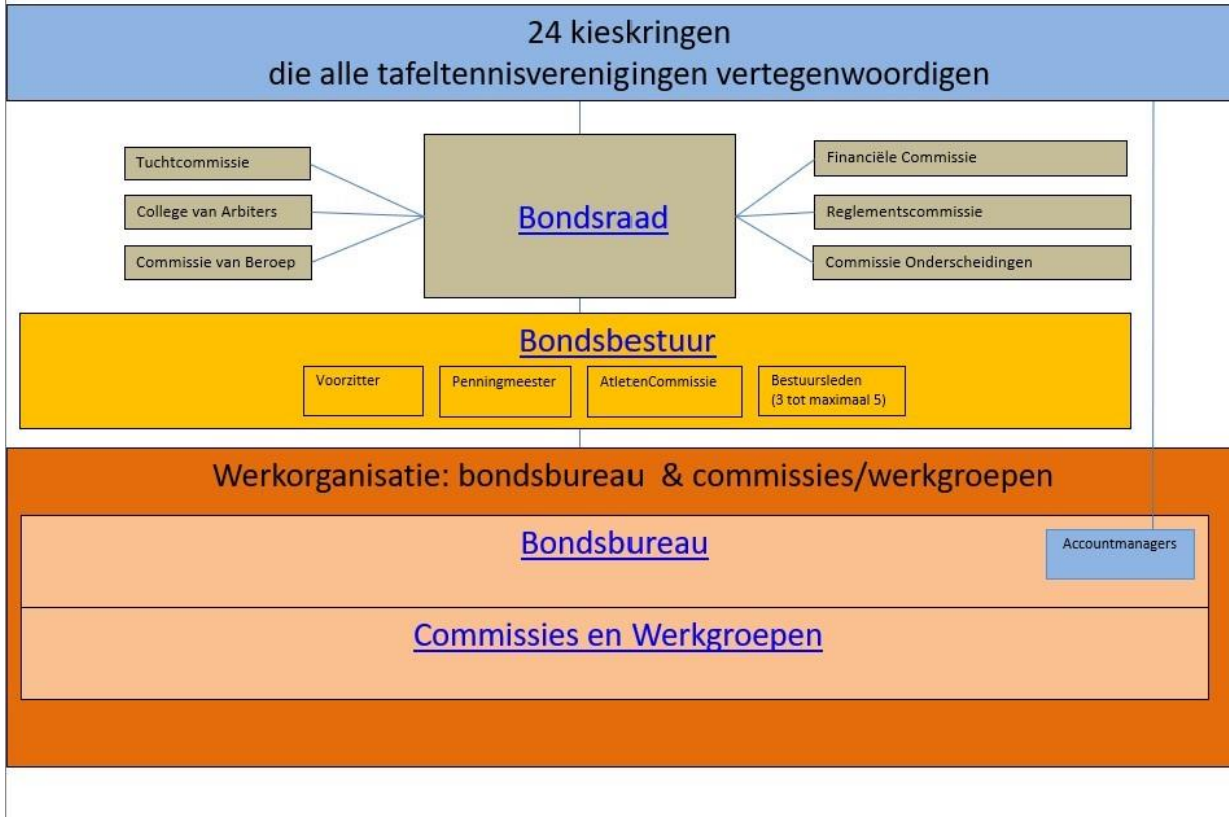 24 kieskringen
die alle tafeltennisverenigingen vertegenwoordigen
Tuchtcommissie
College van Arbiters
Commissie van Beroep
Bondsraad
Financiële Commissie
Reglementscommissie
Commissie Onderscheidingen
Bondsbestuur
Voorzitter
Penningmeester
AtletenCommissie
Bestuursleden
(3 tot maximaal 5)
Werkorganisatie: bondsbureau & commissies/werkgroepen
Bondsbureau
Accountmanagers
Commissies en Werkgroepen